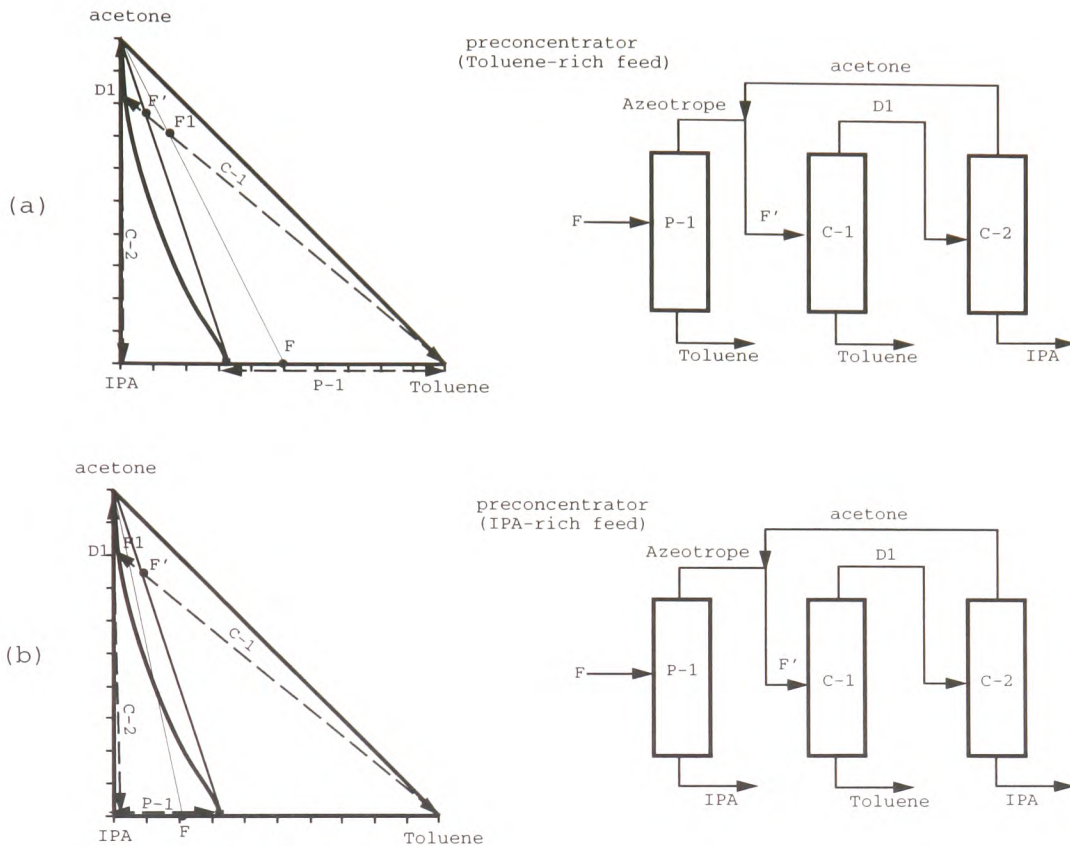 acetone
D1
F'
F1
C-1
(a)
C-2
F
IPA
P-1
Toluene
preconcentrator
(Toluene-rich feed)
acetone
Azeotrope
D1
F
P-1
F'
C-1
C-2
Toluene
Toluene
IPA
acetone
D1
F1
F'
C-1
(b)
C-2
P-1
IPA
F
Toluene
preconcentrator
(IPA-rich feed)
acetone
Azeotrope
D1
F
P-1
F'
C-1
C-2
IPA
Toluene
IPA